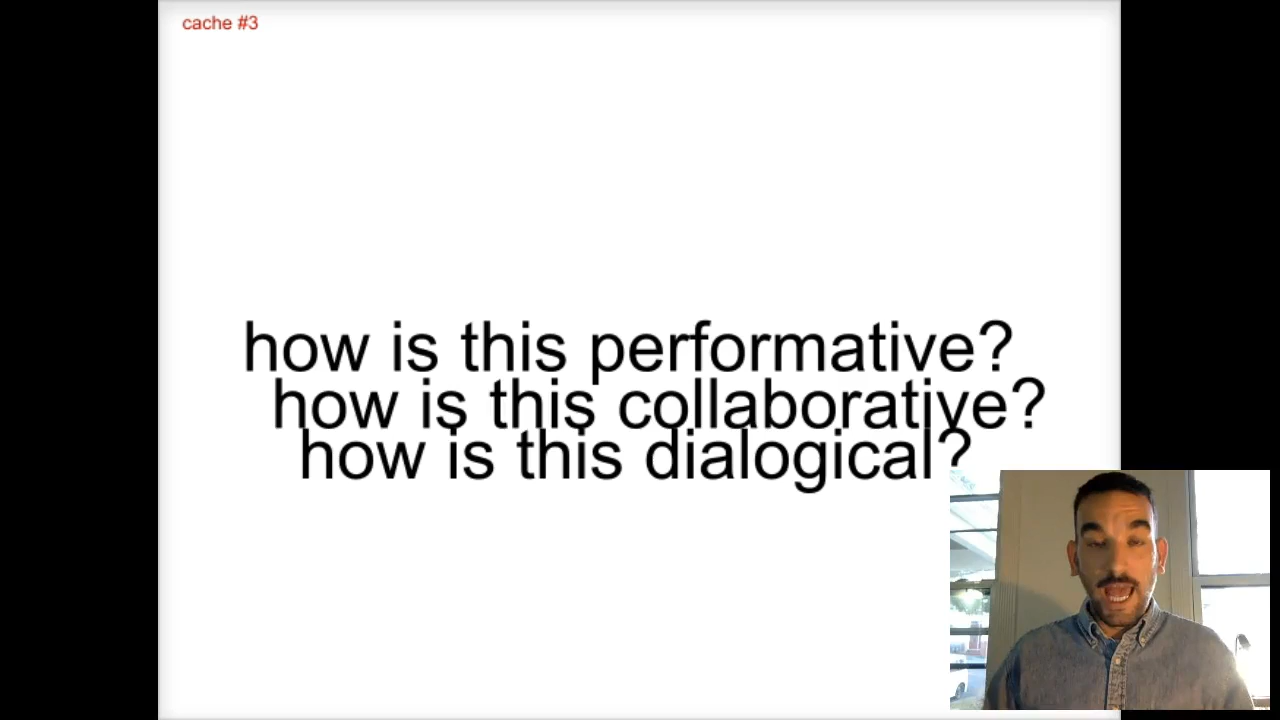 cache #3
how is this performative?
how is this collaborative?
how is this dialogical?